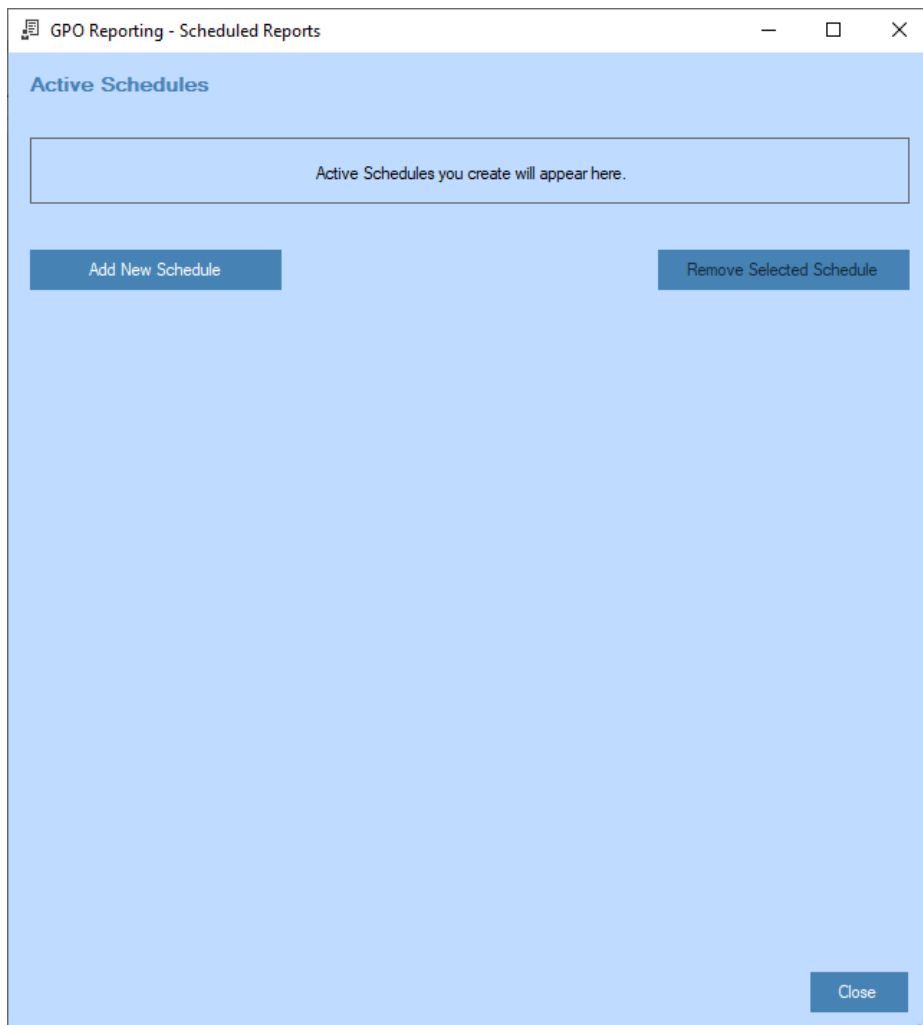 GPO Reporting - Scheduled Reports
Active Schedules
Active Schedules you create will appear here.
Add New Schedule
Remove Selected Schedule
Close